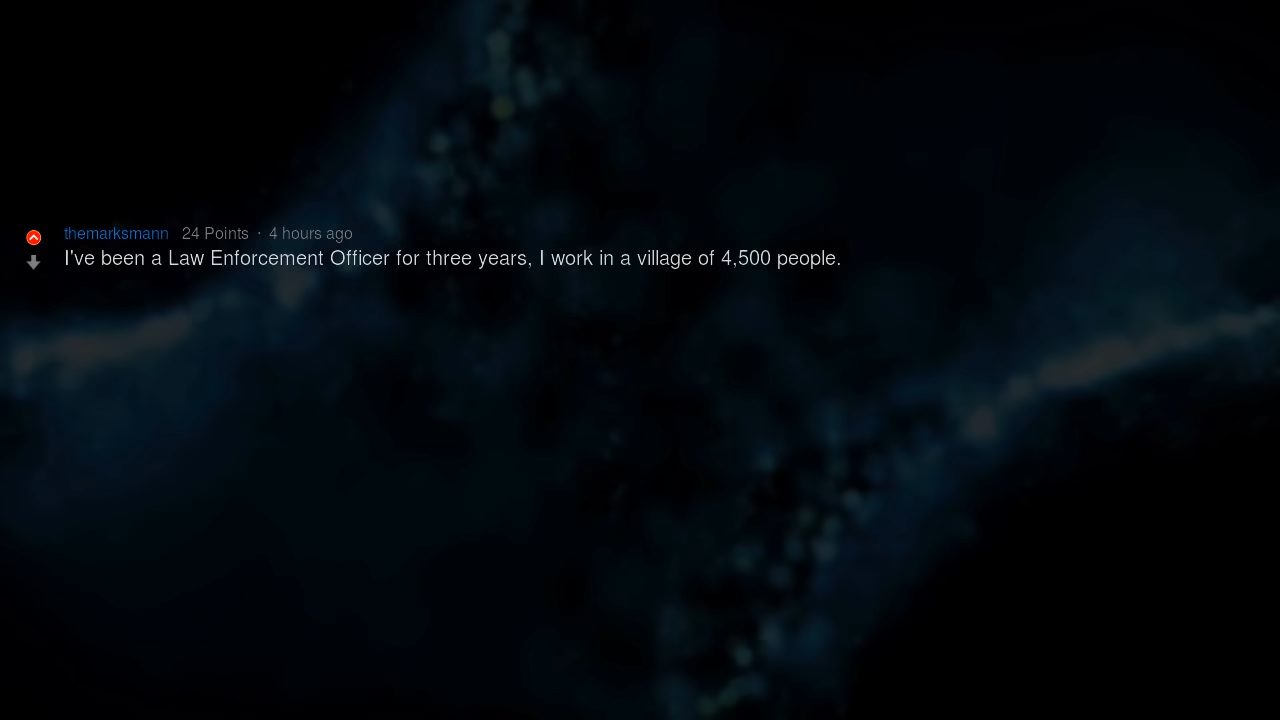 themarksmann 24 Points · 4 hours ago
I've been a Law Enforcement Officer for three years, I work in a village of 4,500 people.